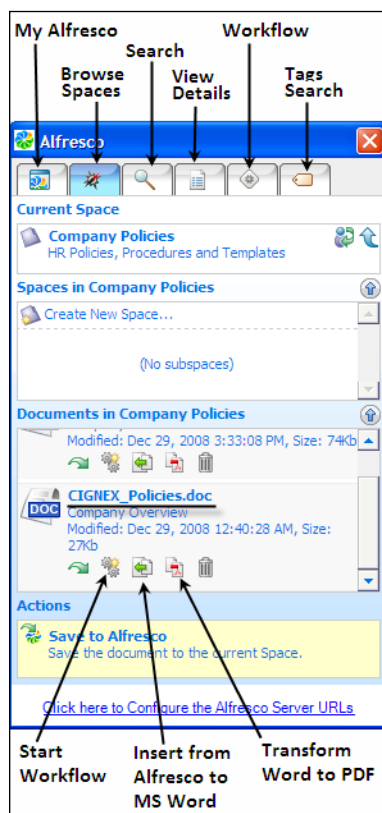 My Alfresco
Workflow
Search
Browse
Spaces
View
Details
Tags
Search
Alfresco
Current Space
Company Policies
HR Policies, Procedures and Templates
Spaces in Company Policies
Create New Space...
(No subspaces)
Documents in Company Policies
Modified: Dec 29, 2008 3:33:08 PM, Size: 74Kb
DOC
CIGNEX_Policies.doc
Company Overview
Modified: Dec 29, 2008 12:40:28 AM, Size:
27Kb
Actions
Save to Alfresco
Save the document to the current Space.
Click here to Configure the Alfresco Server URLs
Start
Workflow
Insert from
Alfresco to
MS Word
Transform
Word to PDF